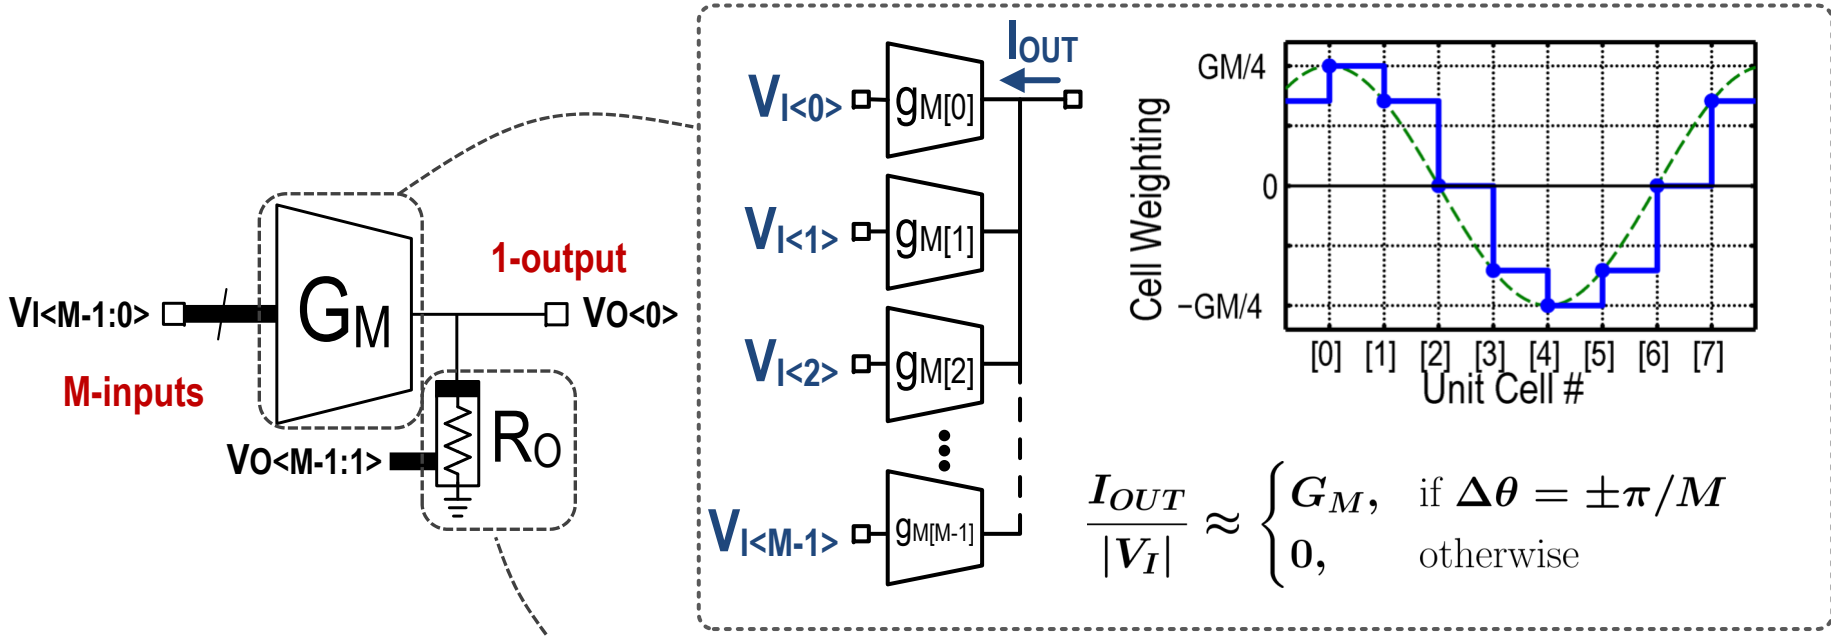 VI<M-1:0>
M-inputs
GM
1-output
VO<0>
VO<M-1:1>
RO
IOUT
VI<0>
gM[0]
VI<1>
gM[1]
VI<2>
gM[2]
VI<M-1>
gM[M-1]
Cell Weighting
GM/4
0
−GM/4
[0] [1] [2] [3] [4] [5] [6] [7]
Unit Cell #
IOUT
|VI|
≈
GM, if Δθ = ±π/M
0, otherwise